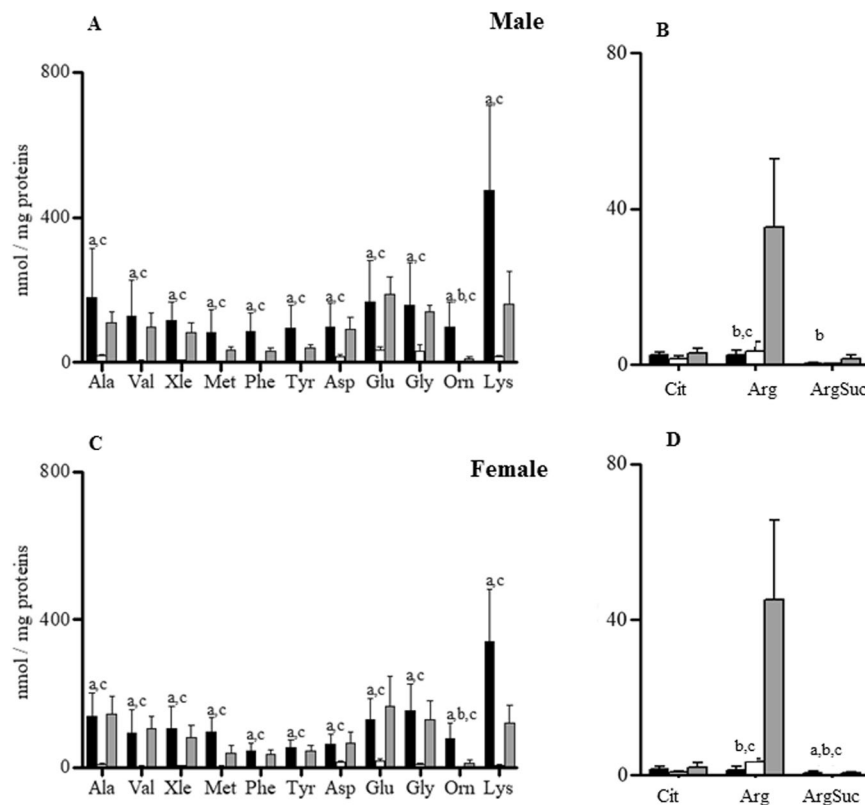 A
Male
B
800
400
0
nmol / mg proteins
a,c a,c a,c a,c a,c a,c a,c a,c a,c a,b,c a,c
Ala Val Xle Met Phe Tyr Asp Glu Gly Orn Lys
80
40
0
b,c b
Cit Arg ArgSuc
C
Female
D
800
400
0
nmol / mg proteins
a,c a,c a,c a,c a,c a,c a,c a,c a,c a,b,c a,c
Ala Val Xle Met Phe Tyr Asp Glu Gly Orn Lys
80
40
0
b,c a,b,c
Cit Arg ArgSuc